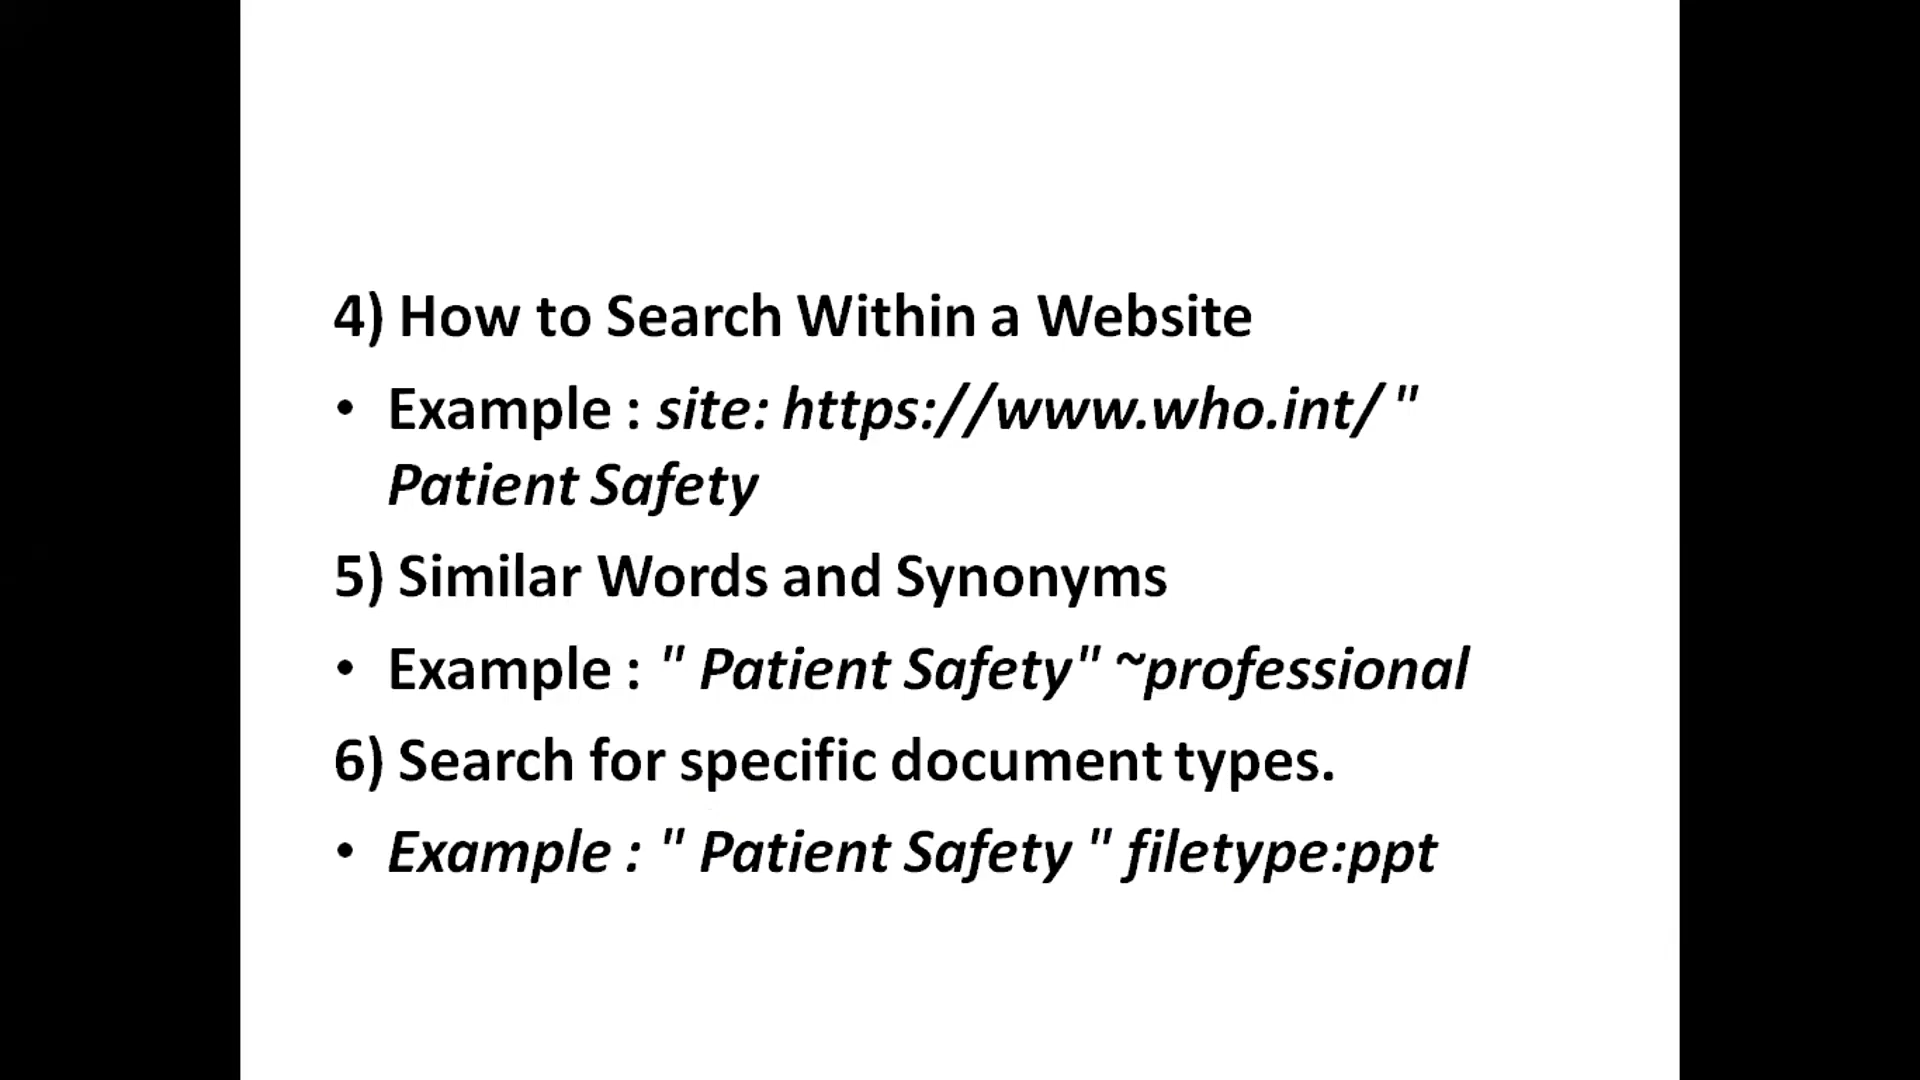 4) How to Search Within a Website
• Example : site: https://www.who.int/ "
Patient Safety
5) Similar Words and Synonyms
• Example : " Patient Safety" ~professional
6) Search for specific document types.
• Example : " Patient Safety " filetype:ppt